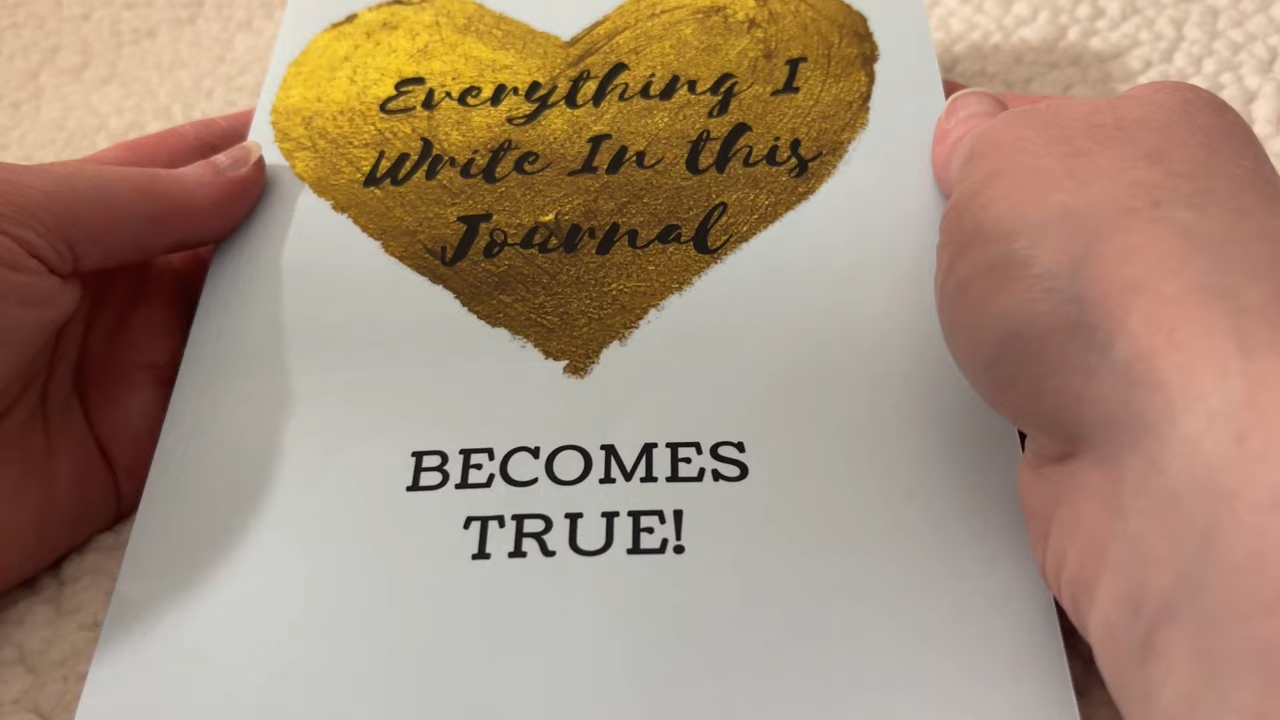 Everything I
Write In this
Journal
BECOMES
TRUE!